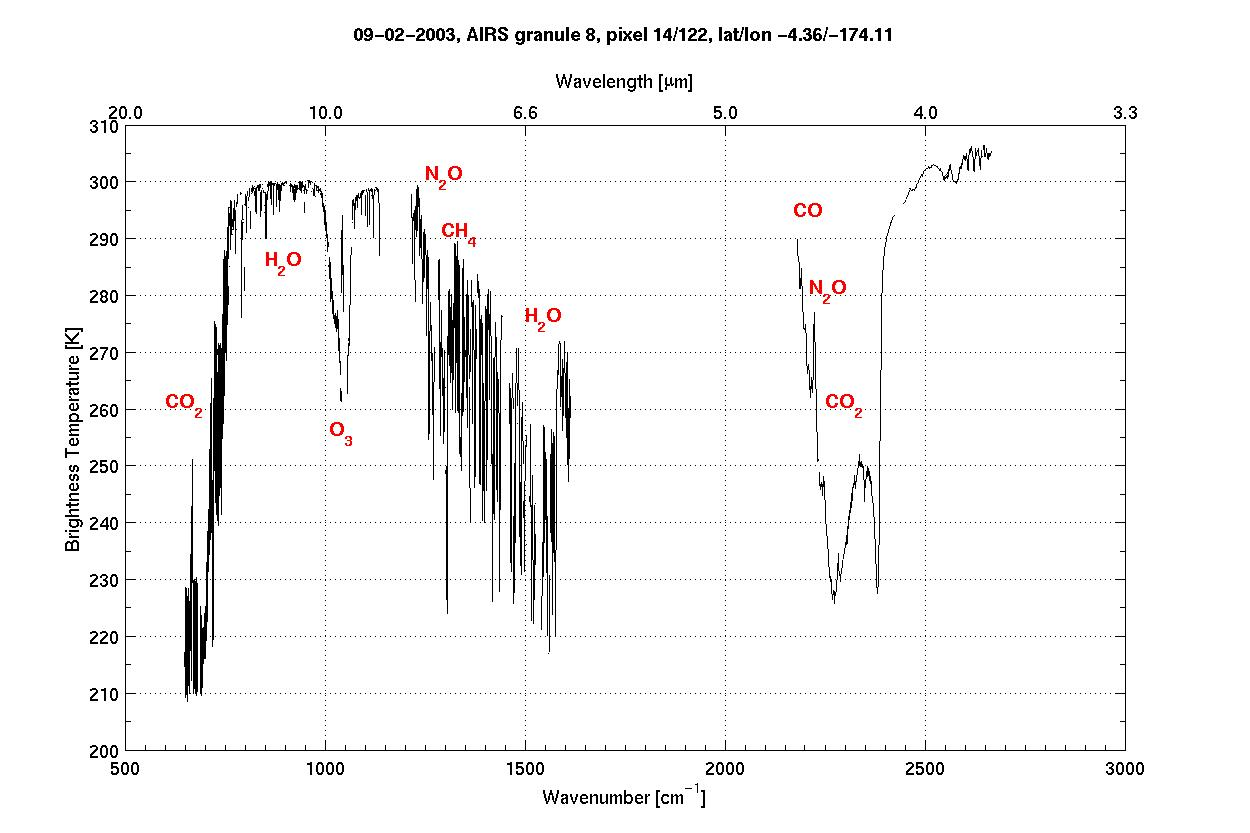 09−02−2003, AIRS granule 8, pixel 14/122, lat/lon −4.36/−174.11
Wavelength [μm]
20.0 10.0 6.6 5.0 4.0 3.3
310
300
290
280
270
260
250
240
230
220
210
200
Brightness Temperature [K]
N₂O
CH₄
CO
H₂O
N₂O
H₂O
CO₂
CO₂
O₃
500 1000 1500 2000 2500 3000
Wavenumber [cm⁻¹]